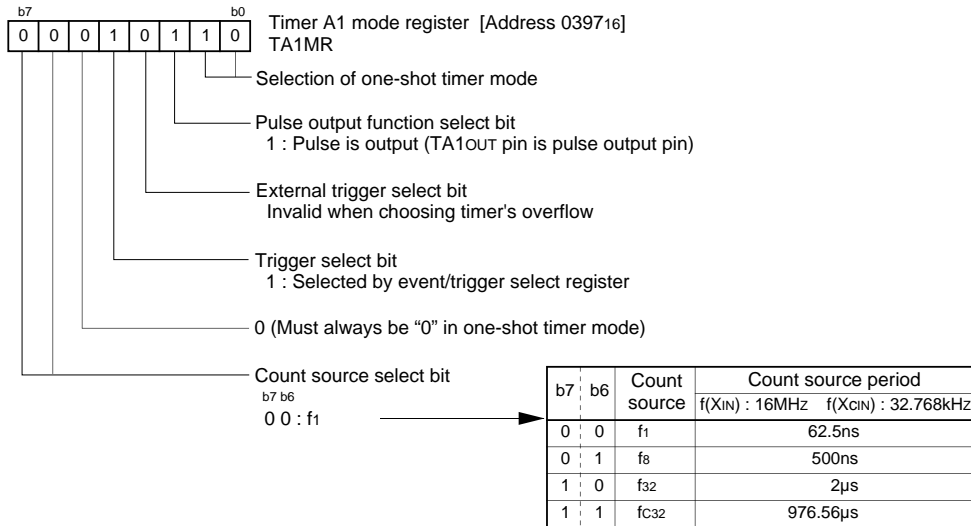 b7 b0
Timer A1 mode register [Address 039716]
0 0 0 1 0 1 1 0
TA1MR
Selection of one-shot timer mode
Pulse output function select bit
1 : Pulse is output (TA1OUT pin is pulse output pin)
External trigger select bit
Invalid when choosing timer's overflow
Trigger select bit
1 : Selected by event/trigger select register
0 (Must always be “0” in one-shot timer mode)
Count source select bit
b7 b6
0 0 : f1
b7 b6 Count source Count source period
f(XIN) : 16MHz f(XCIN) : 32.768kHz
0 0 f1 62.5ns
0 1 f8 500ns
1 0 f32 2µs
1 1 fC32 976.56µs